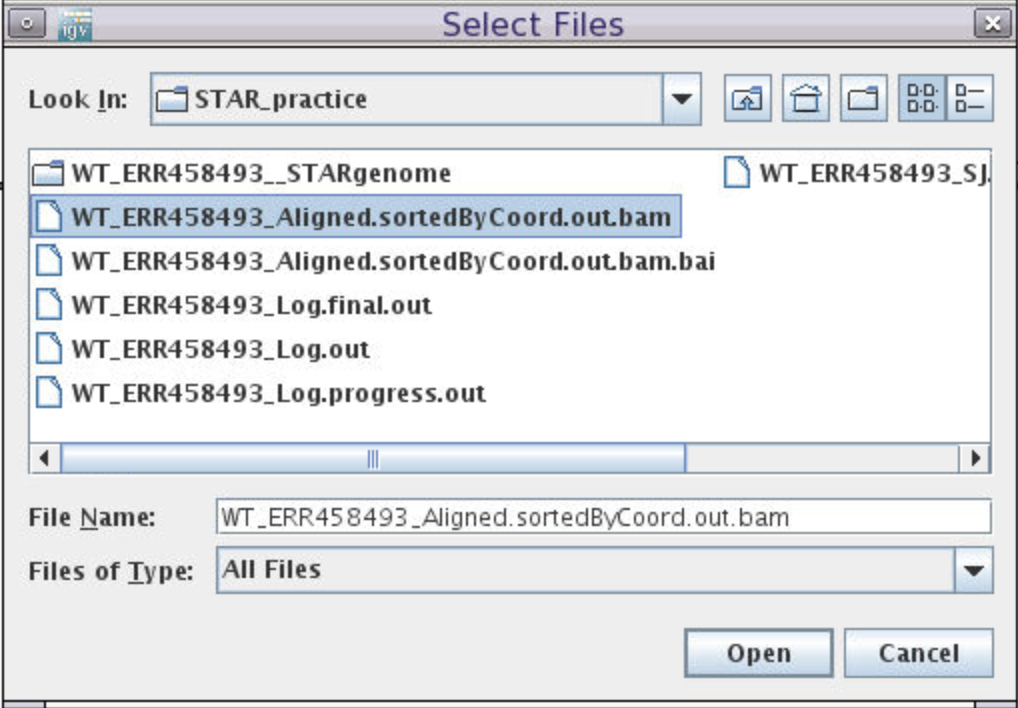 igv
Select Files
Look In: STAR_practice
WT_ERR458493__STARgenome
WT_ERR458493_SJ.
WT_ERR458493_Aligned.sortedByCoord.out.bam
WT_ERR458493_Aligned.sortedByCoord.out.bam.bai
WT_ERR458493_Log.final.out
WT_ERR458493_Log.out
WT_ERR458493_Log.progress.out
File Name: WT_ERR458493_Aligned.sortedByCoord.out.bam
Files of Type: All Files
Open Cancel